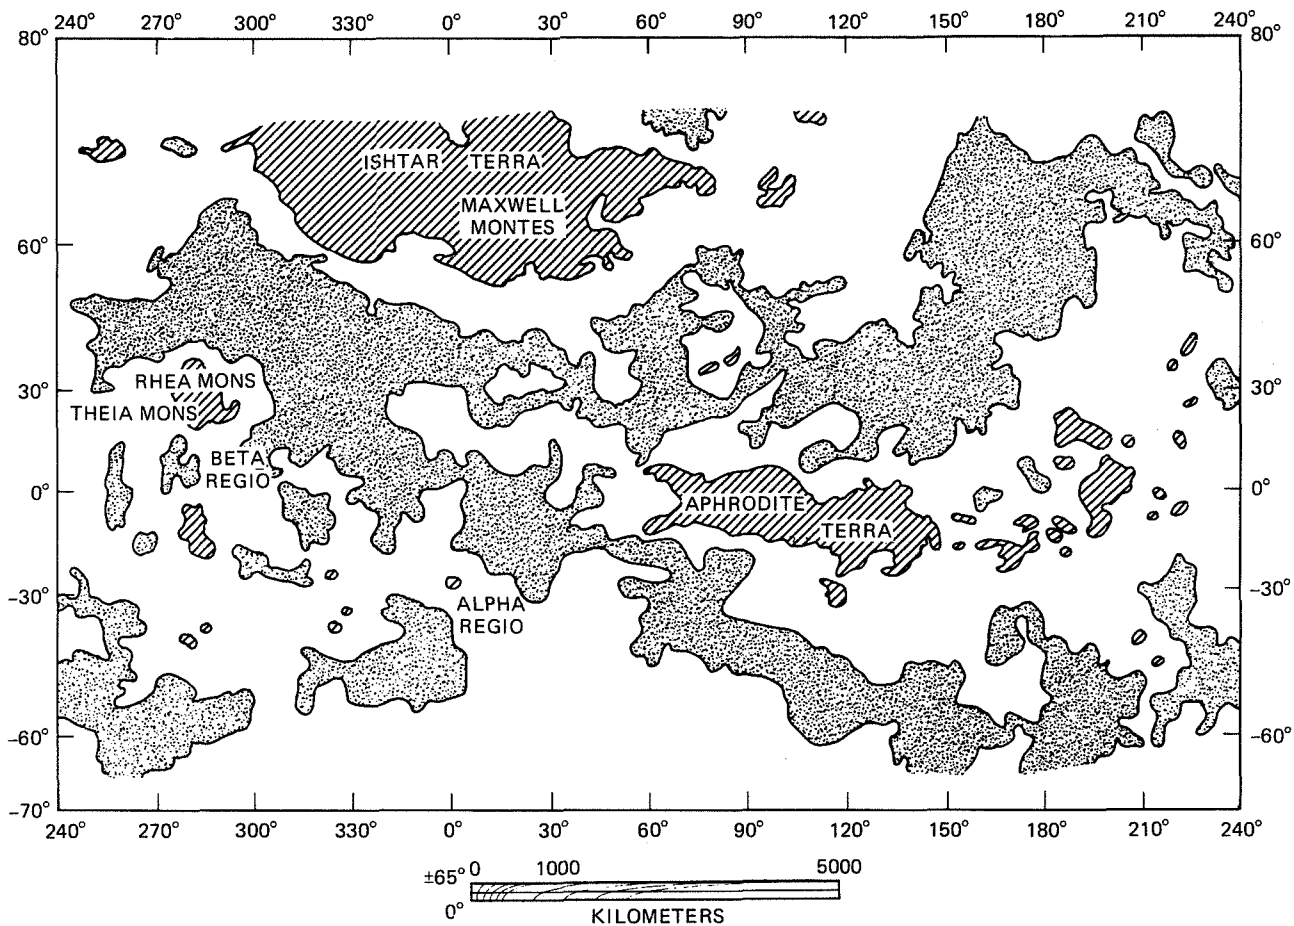 240° 270° 300° 330° 0° 30° 60° 90° 120° 150° 180° 210° 240°
80° 80°
ISHTAR TERRA
MAXWELL
MONTES
60° 60°
RHEA MONS
30° 30°
THEIA MONS
BETA
REGIO
0° 0°
APHRODITE
TERRA
-30° -30°
ALPHA
REGIO
-60° -60°
-70°
240° 270° 300° 330° 0° 30° 60° 90° 120° 150° 180° 210° 240°
±65° 0 1000 5000
0°
KILOMETERS